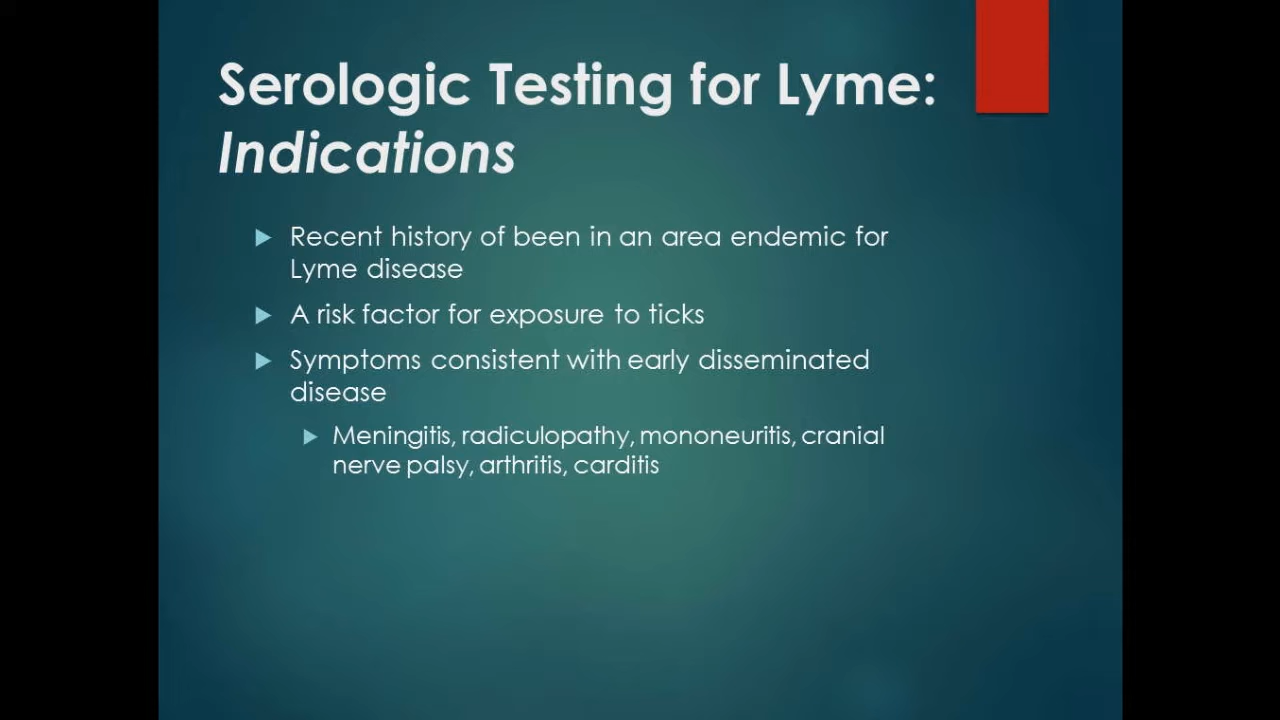 Serologic Testing for Lyme:
Indications
Recent history of been in an area endemic for
Lyme disease
A risk factor for exposure to ticks
Symptoms consistent with early disseminated
disease
Meningitis, radiculopathy, mononeuritis, cranial
nerve palsy, arthritis, carditis